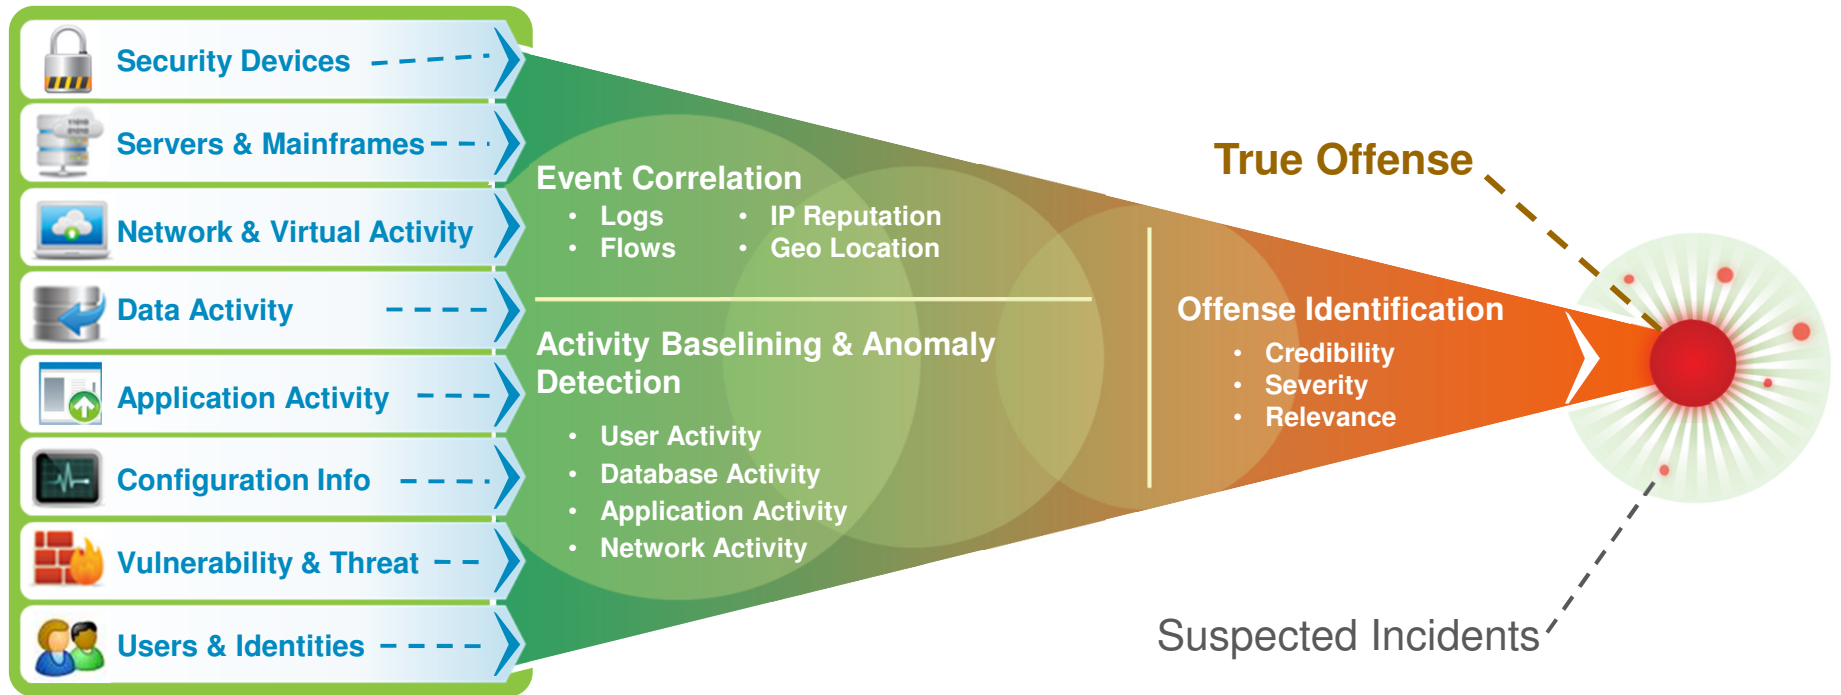 Security Devices
Servers & Mainframes
Network & Virtual Activity
Data Activity
Application Activity
Configuration Info
Vulnerability & Threat
Users & Identities
Event Correlation
• Logs
• Flows
• IP Reputation
• Geo Location
Activity Baselining & Anomaly
Detection
• User Activity
• Database Activity
• Application Activity
• Network Activity
Offense Identification
• Credibility
• Severity
• Relevance
True Offense
Suspected Incidents